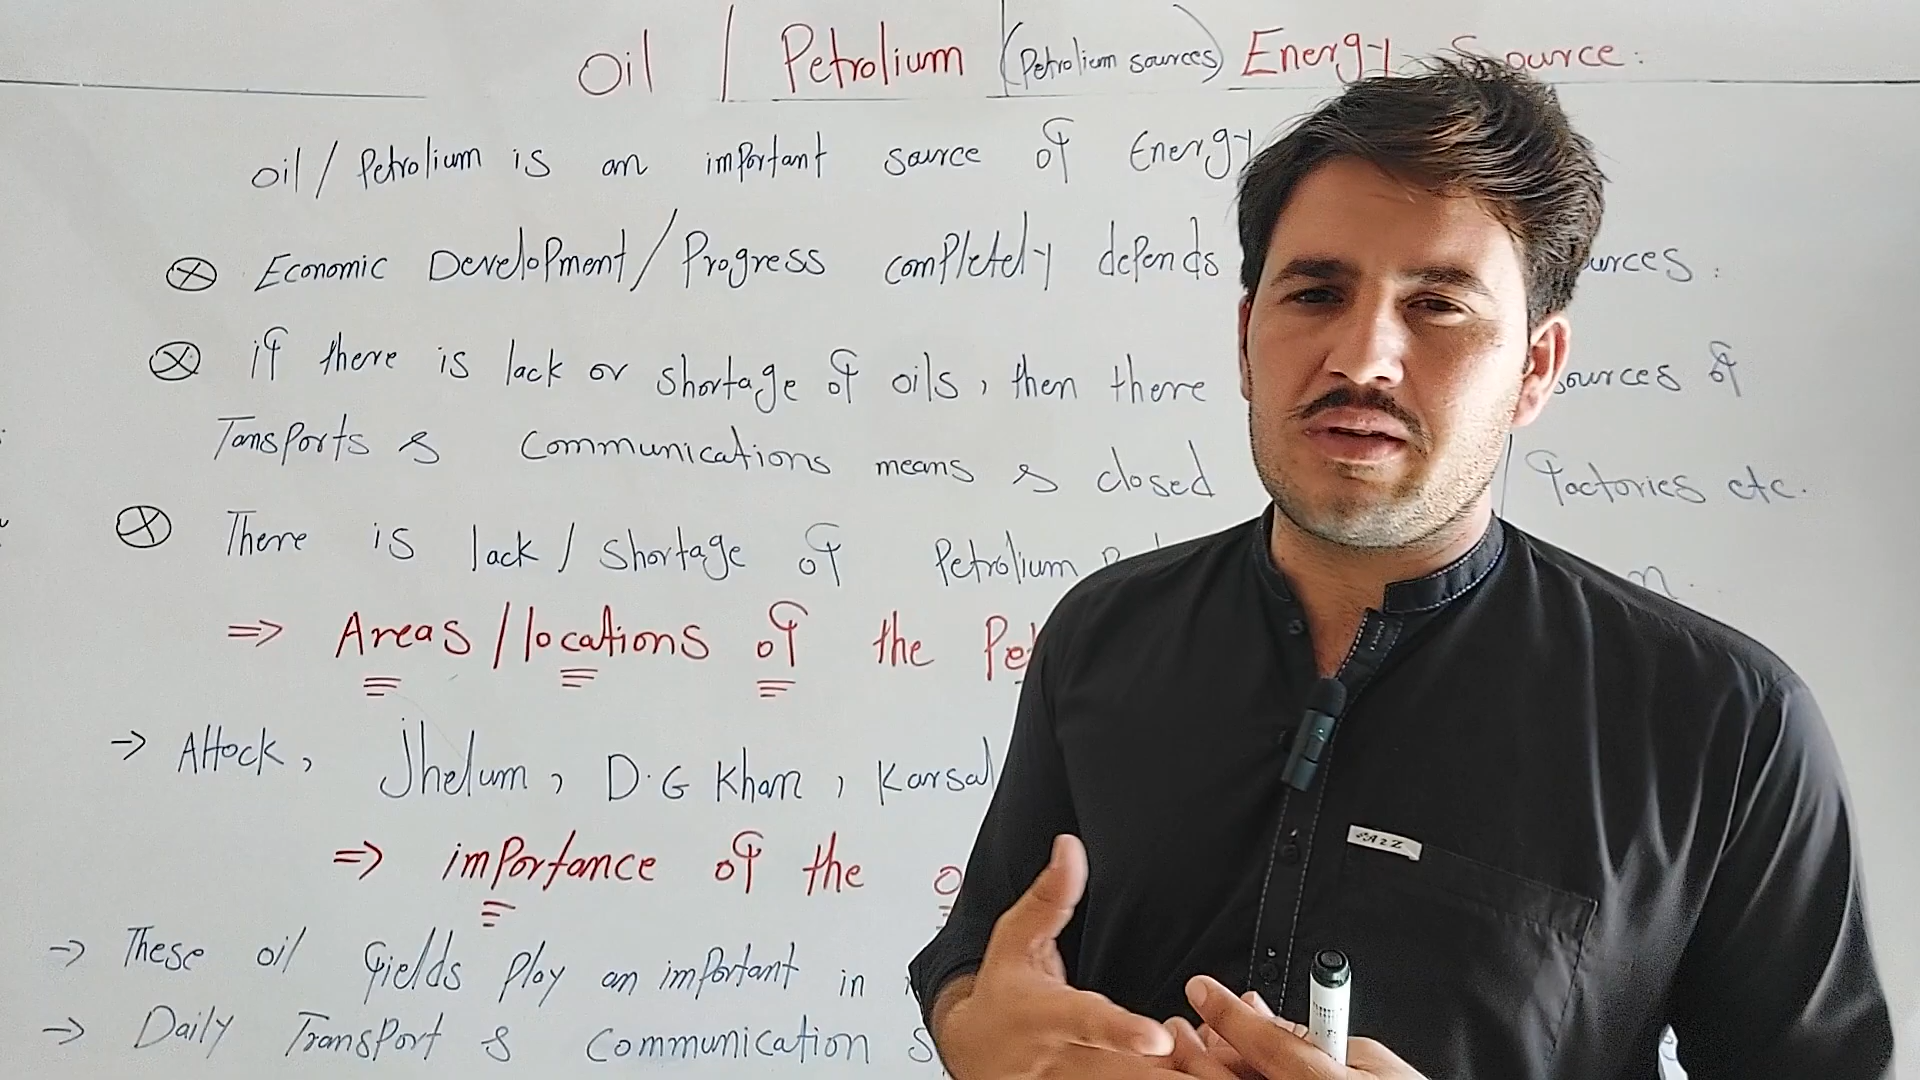 Oil / Petrolium (Petrolium sources) Energy Source:
oil / Petrolium is an important source of Energy
Economic Development / Progress completely depends
if there is lack or shortage of oils, then there sources of
Tansports & communications means & closed factories etc.
There is lack / shortage of Petrolium
=> Areas / locations of the
-> Attock, Jhelum, D.G Khan, Karsal
=> importance of the
-> These oil fields play an important in
-> Daily Transport & communication